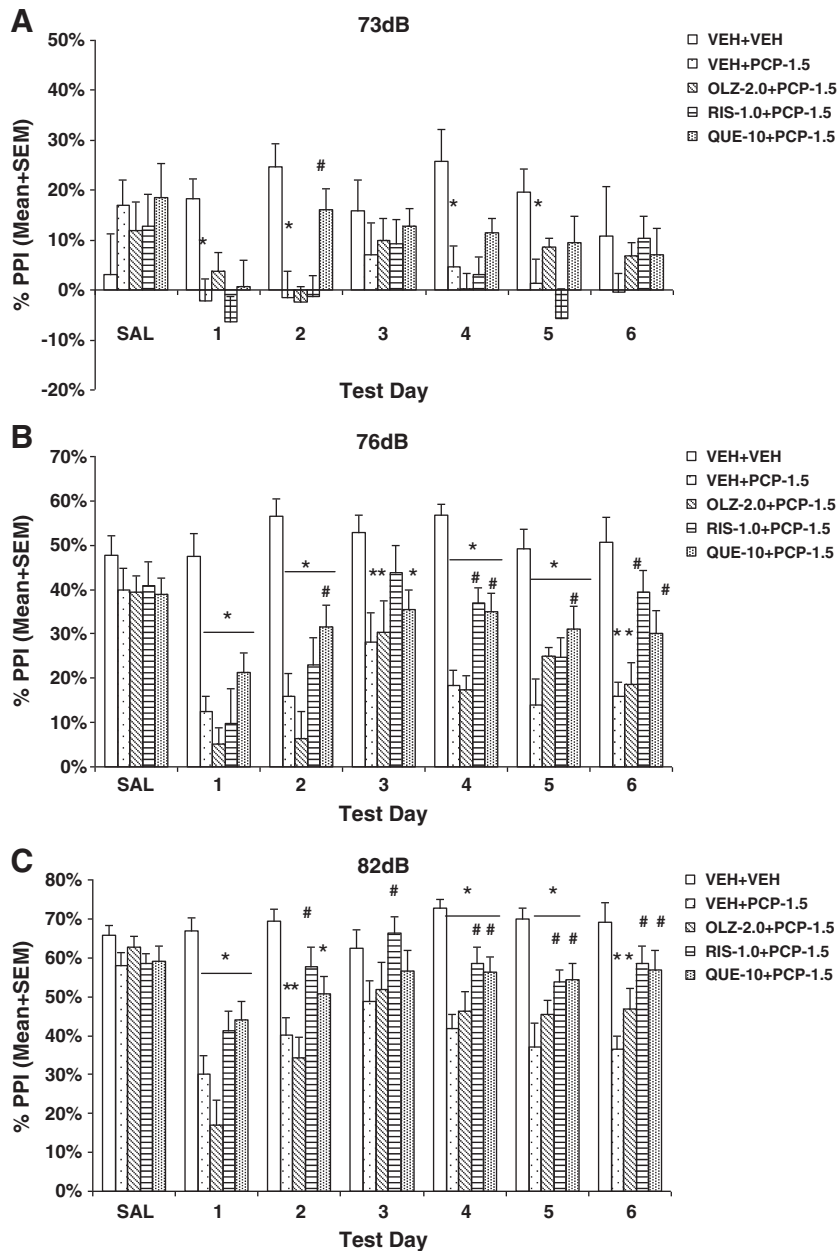 A
73dB
50%
40%
30%
20%
10%
0%
-10%
-20%
% PPI (Mean+SEM)
* * # * *
SAL 1 2 3 4 5 6
Test Day
VEH+VEH
VEH+PCP-1.5
OLZ-2.0+PCP-1.5
RIS-1.0+PCP-1.5
QUE-10+PCP-1.5
B
76dB
70%
60%
50%
40%
30%
20%
10%
0%
% PPI (Mean+SEM)
* * # ** * * # # * # ** # #
SAL 1 2 3 4 5 6
Test Day
VEH+VEH
VEH+PCP-1.5
OLZ-2.0+PCP-1.5
RIS-1.0+PCP-1.5
QUE-10+PCP-1.5
C
82dB
80%
70%
60%
50%
40%
30%
20%
10%
0%
% PPI (Mean+SEM)
* ** # * # * # # * # # ** # #
SAL 1 2 3 4 5 6
Test Day
VEH+VEH
VEH+PCP-1.5
OLZ-2.0+PCP-1.5
RIS-1.0+PCP-1.5
QUE-10+PCP-1.5